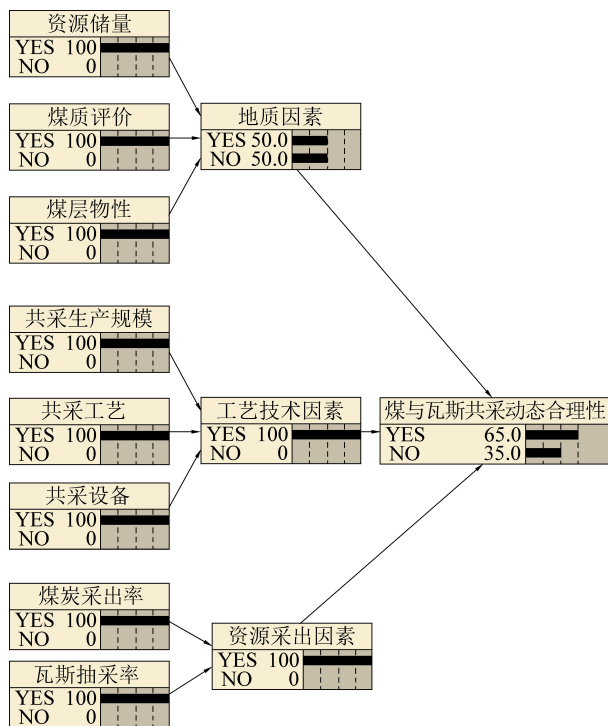 资源储量
YES 100
NO 0
煤质评价
YES 100
NO 0
煤层物性
YES 100
NO 0
地质因素
YES 50.0
NO 50.0
共采生产规模
YES 100
NO 0
共采工艺
YES 100
NO 0
共采设备
YES 100
NO 0
工艺技术因素
YES 100
NO 0
煤与瓦斯共采动态合理性
YES 65.0
NO 35.0
煤炭采出率
YES 100
NO 0
瓦斯抽采率
YES 100
NO 0
资源采出因素
YES 100
NO 0